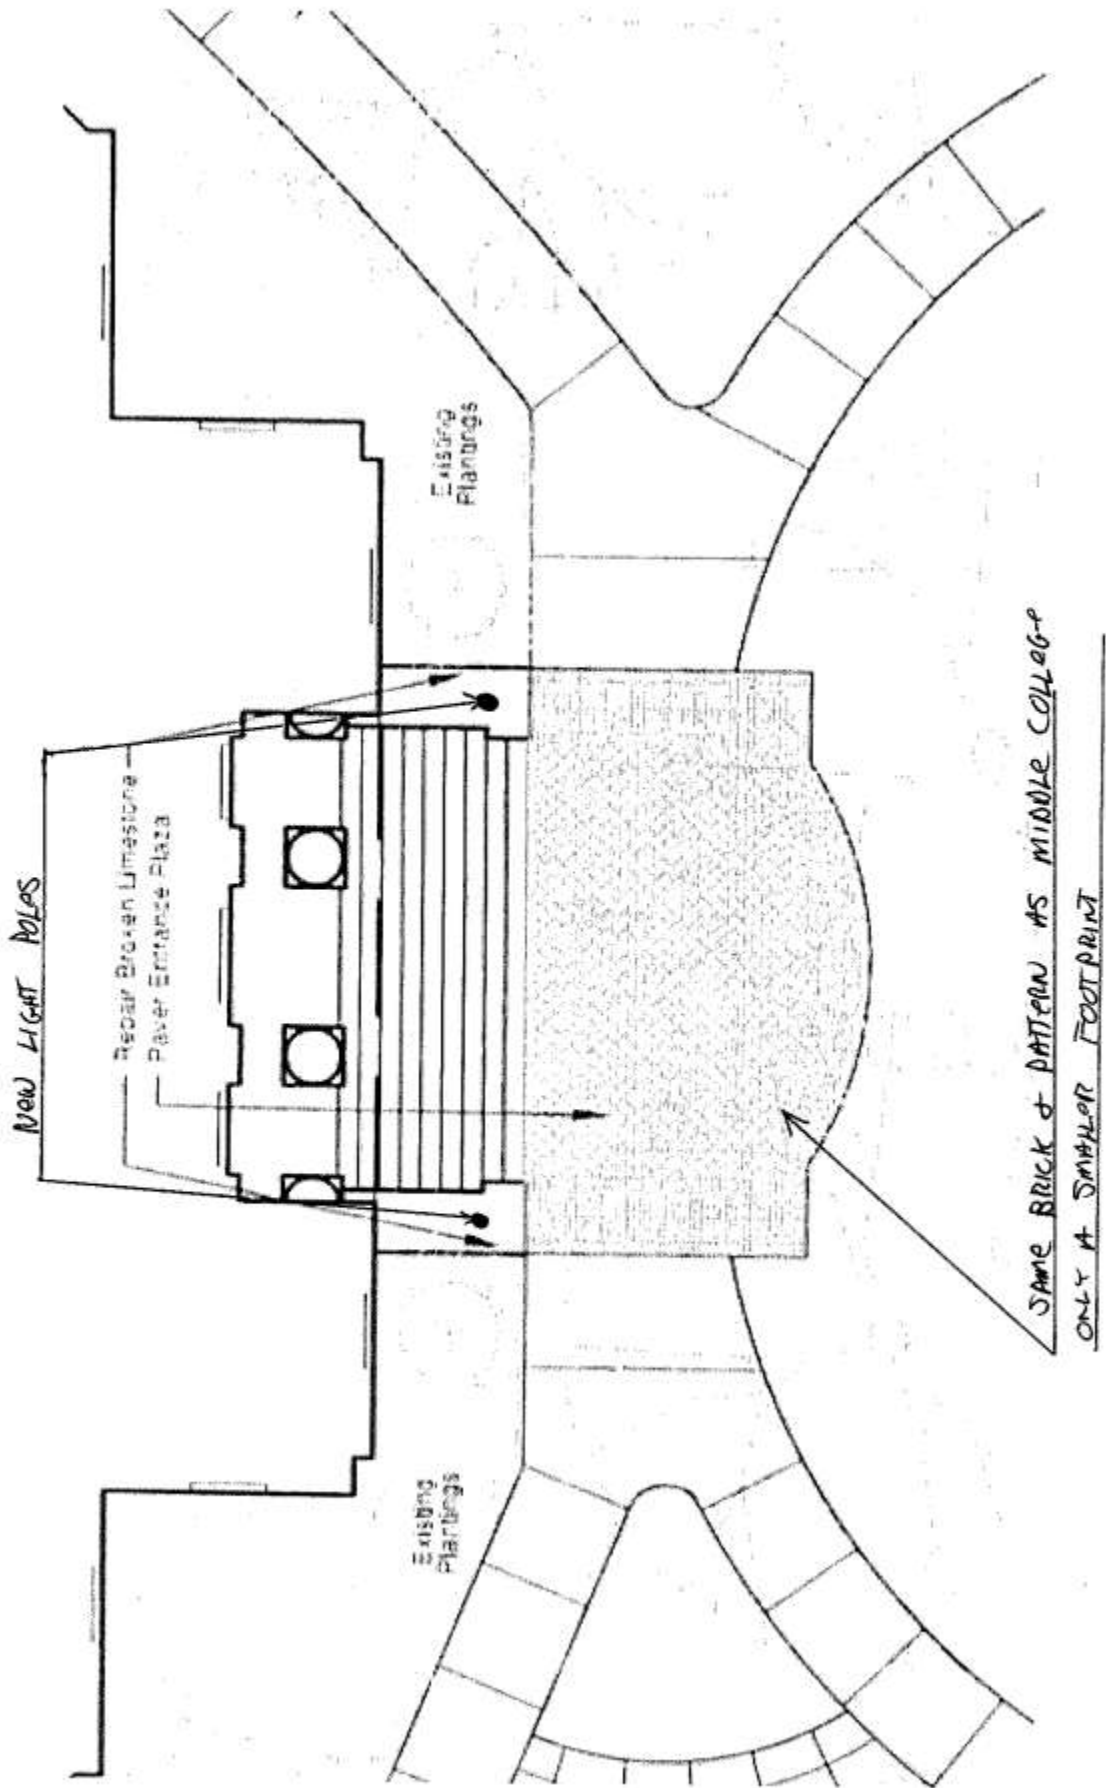 NEW LIGHT POLES
Repair Broken Limestone
Paver Entrance Plaza
Existing
Plantings
Existing
Plantings
SAME BRICK & PATTERN AS MIDDLE COLLEGE
ONLY A SMALLER FOOTPRINT